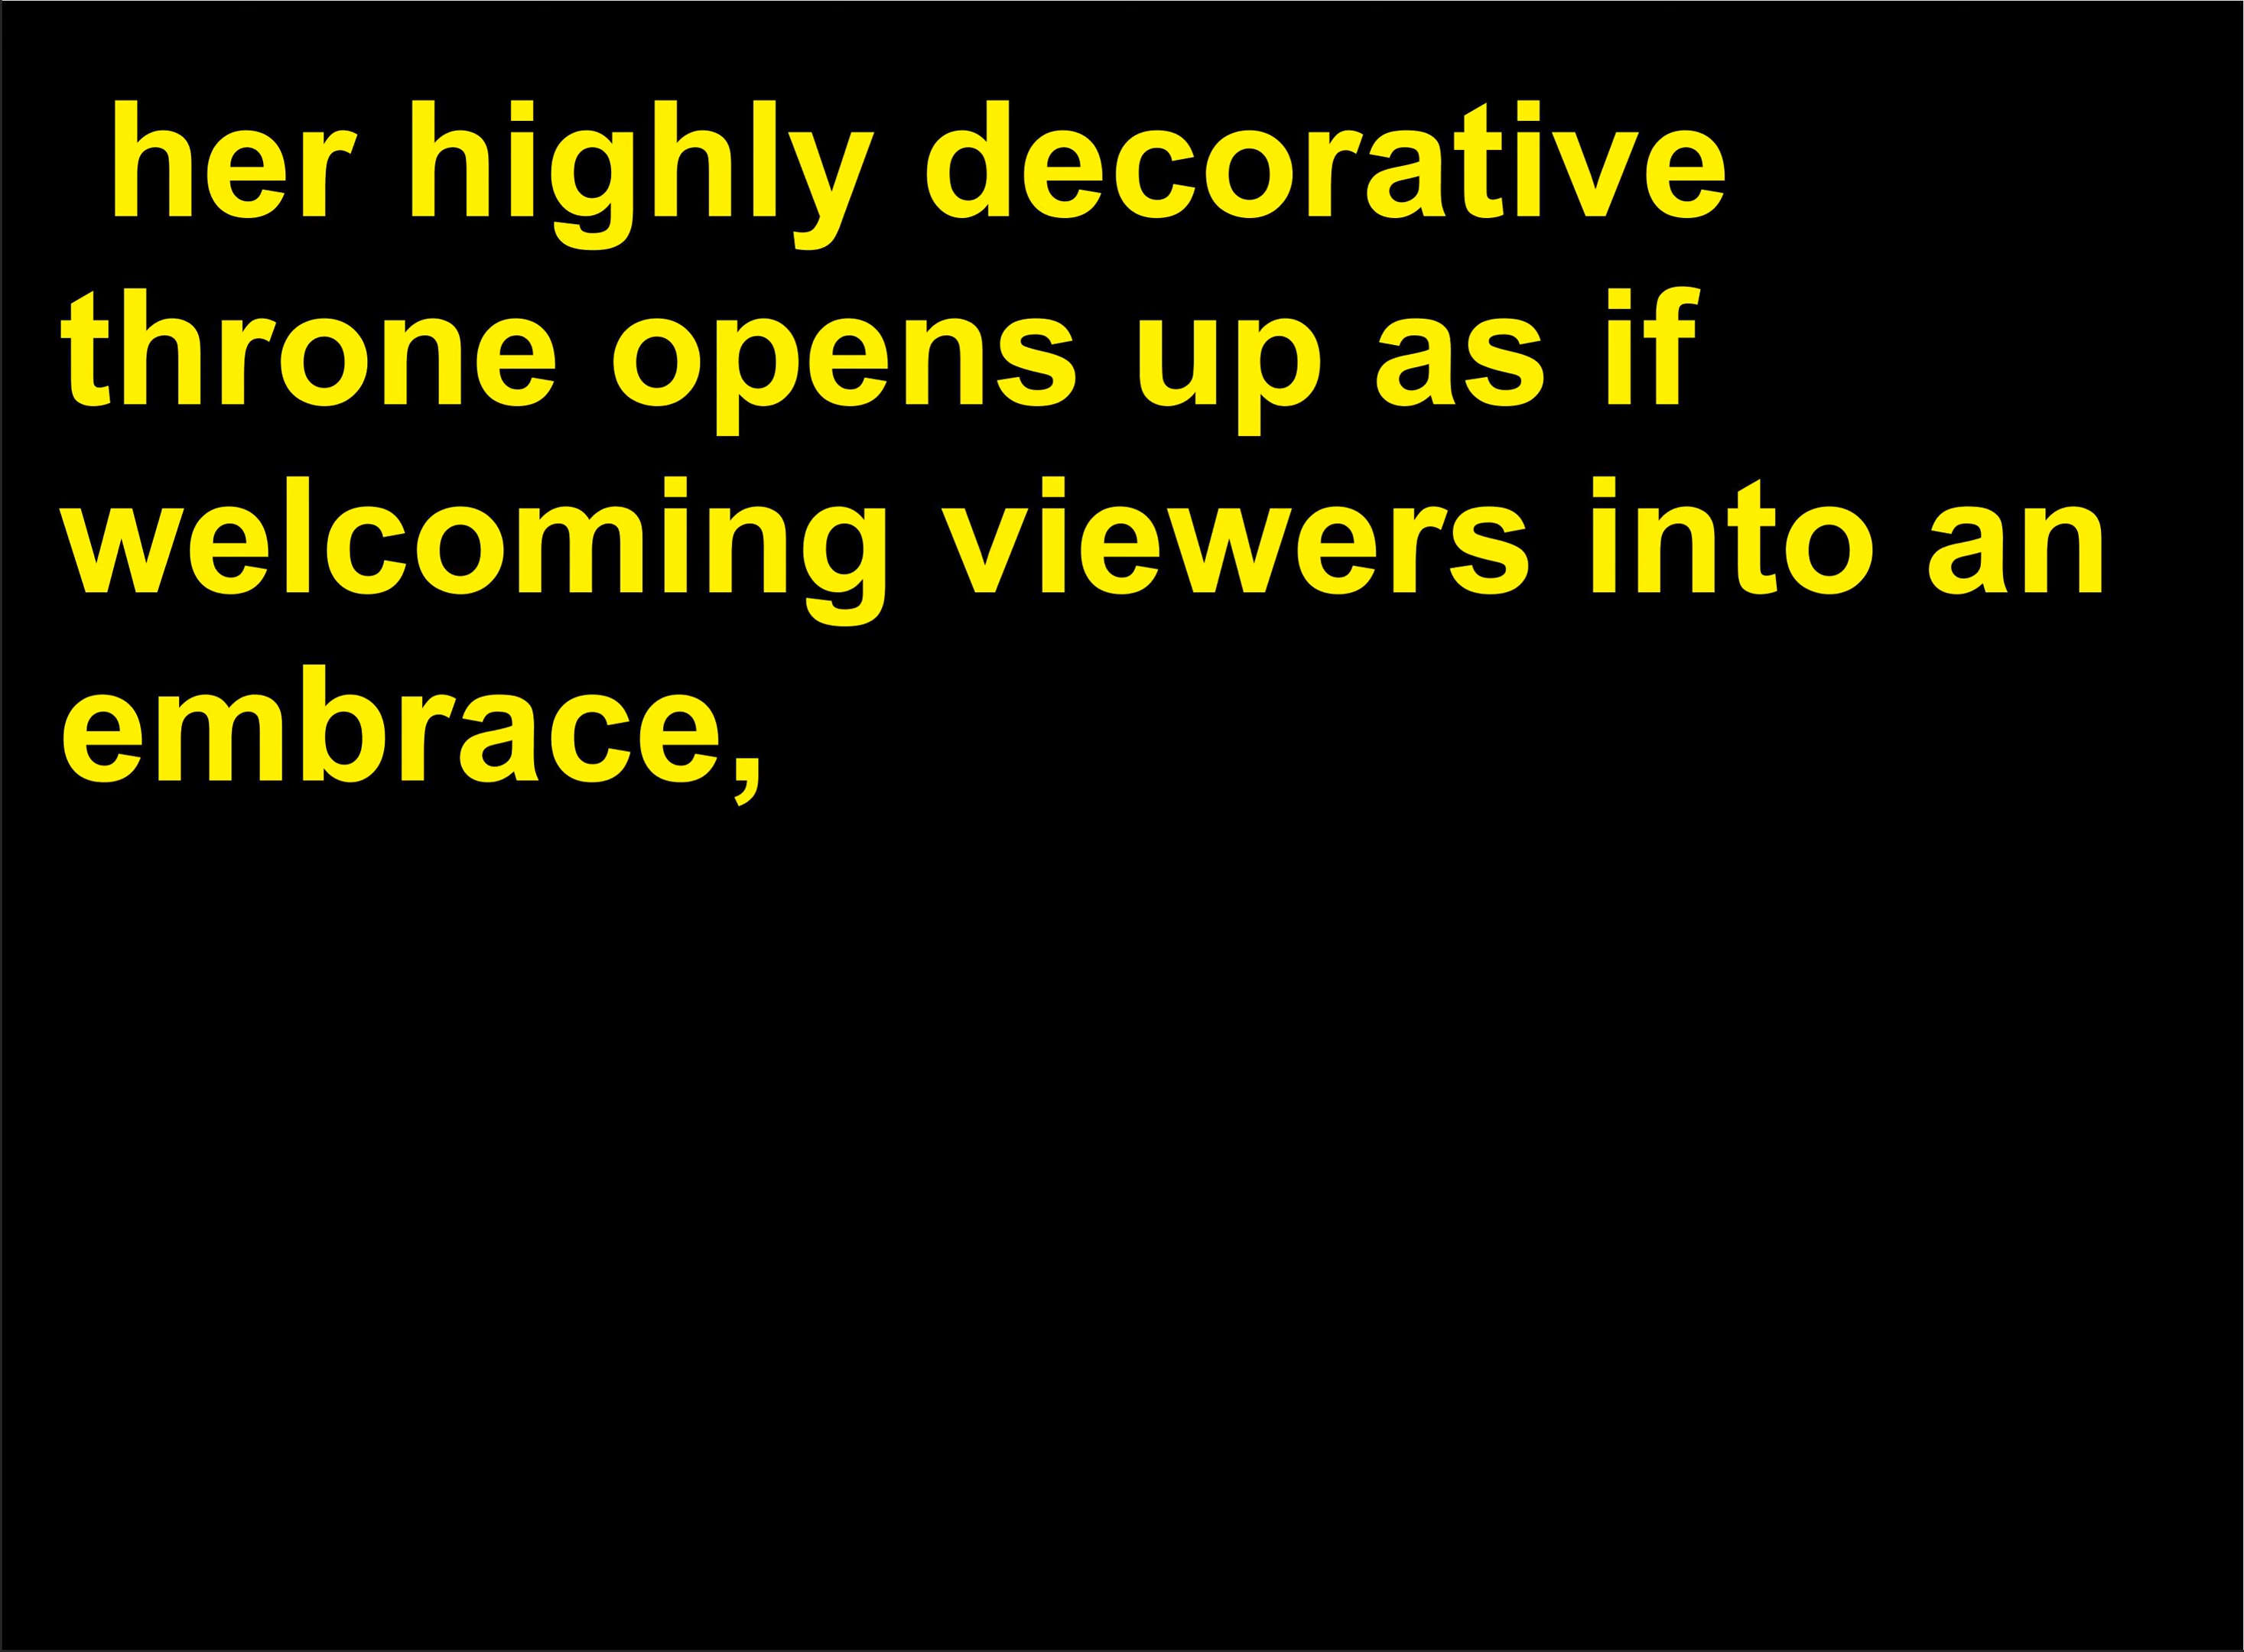 her highly decorative
throne opens up as if
welcoming viewers into an
embrace,